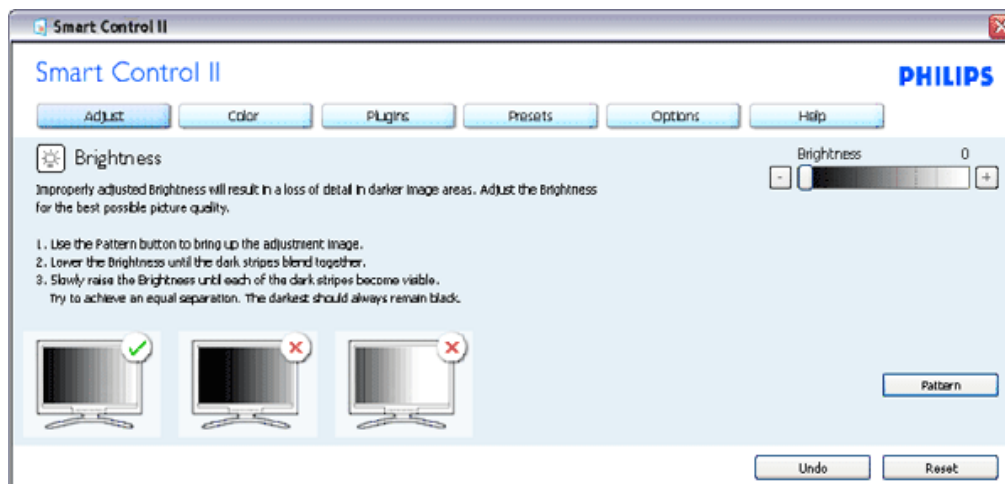 Smart Control II
Smart Control II
PHILIPS
Adjust Color Plugins Presets Options Help
Brightness
Brightness 0
Improperly adjusted Brightness will result in a loss of detail in darker image areas. Adjust the Brightness
for the best possible picture quality.
- +
1. Use the Pattern button to bring up the adjustment image.
2. Lower the Brightness until the dark stripes blend together.
3. Slowly raise the Brightness until each of the dark stripes become visible.
Try to achieve an equal separation. The darkest should always remain black.
Pattern
Undo Reset